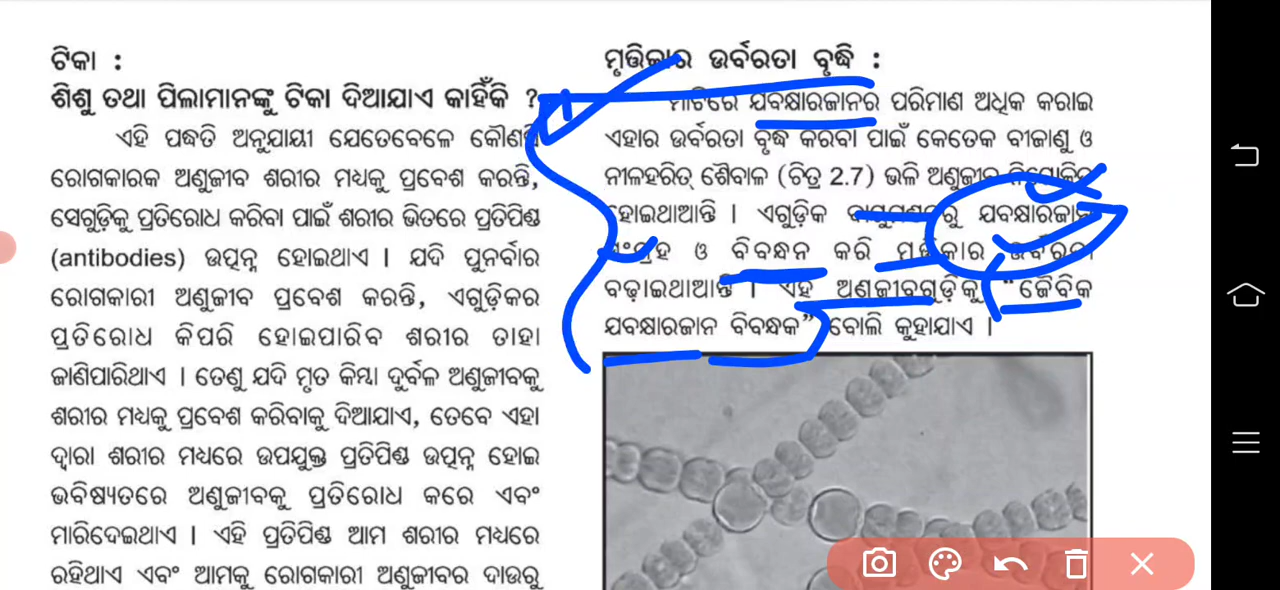 ଟିକା :
ଶିଶୁ ତଥା ପିଲାମାନଙ୍କୁ ଟିକା ଦିଆଯାଏ କାହିଁକି ?
ଏହି ପଦ୍ଧତି ଅନୁଯାୟୀ ଯେତେବେଳେ କୌଣସି
ରୋଗକାରକ ଅଣୁଜୀବ ଶରୀର ମଧ୍ୟକୁ ପ୍ରବେଶ କରନ୍ତି,
ସେଗୁଡ଼ିକୁ ପ୍ରତିରୋଧ କରିବା ପାଇଁ ଶରୀର ଭିତରେ ପ୍ରତିପିଣ୍ଡ
(antibodies) ଉତ୍ପନ୍ନ ହୋଇଥାଏ । ଯଦି ପୁନର୍ବାର
ରୋଗକାରୀ ଅଣୁଜୀବ ପ୍ରବେଶ କରନ୍ତି, ଏଗୁଡ଼ିକର
ପ୍ରତିରୋଧ କିପରି ହୋଇପାରିବ ଶରୀର ତାହା
ଜାଣିପାରିଥାଏ । ତେଣୁ ଯଦି ମୃତ କିମ୍ବା ଦୁର୍ବଳ ଅଣୁଜୀବକୁ
ଶରୀର ମଧ୍ୟକୁ ପ୍ରବେଶ କରିବାକୁ ଦିଆଯାଏ, ତେବେ ଏହା
ଦ୍ୱାରା ଶରୀର ମଧ୍ୟରେ ଉପଯୁକ୍ତ ପ୍ରତିପିଣ୍ଡ ଉତ୍ପନ୍ନ ହୋଇ
ଭବିଷ୍ୟତରେ ଅଣୁଜୀବକୁ ପ୍ରତିରୋଧ କରେ ଏବଂ
ମାରିଦେଇଥାଏ । ଏହି ପ୍ରତିପିଣ୍ଡ ଆମ ଶରୀର ମଧ୍ୟରେ
ରହିଥାଏ ଏବଂ ଆମକୁ ରୋଗକାରୀ ଅଣୁଜୀବର ଦାଉରୁ
ମୃତ୍ତିକାର ଉର୍ବରତା ବୃଦ୍ଧି :
ମାଟିରେ ଯବକ୍ଷାରଜାନର ପରିମାଣ ଅଧିକ କରାଇ
ଏହାର ଉର୍ବରତା ବୃଦ୍ଧି କରିବା ପାଇଁ କେତେକ ବୀଜାଣୁ ଓ
ନୀଳହରିତ୍ ଶୈବାଳ (ଚିତ୍ର 2.7) ଭଳି ଅଣୁଜୀବ ନିୟୋଜିତ
ହୋଇଥାଆନ୍ତି । ଏଗୁଡ଼ିକ ବାୟୁମଣ୍ଡଳରୁ ଯବକ୍ଷାରଜାନ
ସଂଗ୍ରହ ଓ ବିବନ୍ଧନ କରି ମୃତ୍ତିକାର ଉର୍ବରତା
ବଢ଼ାଇଥାଆନ୍ତି । ଏହି ଅଣୁଜୀବଗୁଡ଼ିକୁ “ଜୈବିକ
ଯବକ୍ଷାରଜାନ ବିବନ୍ଧକ” ବୋଲି କୁହାଯାଏ ।